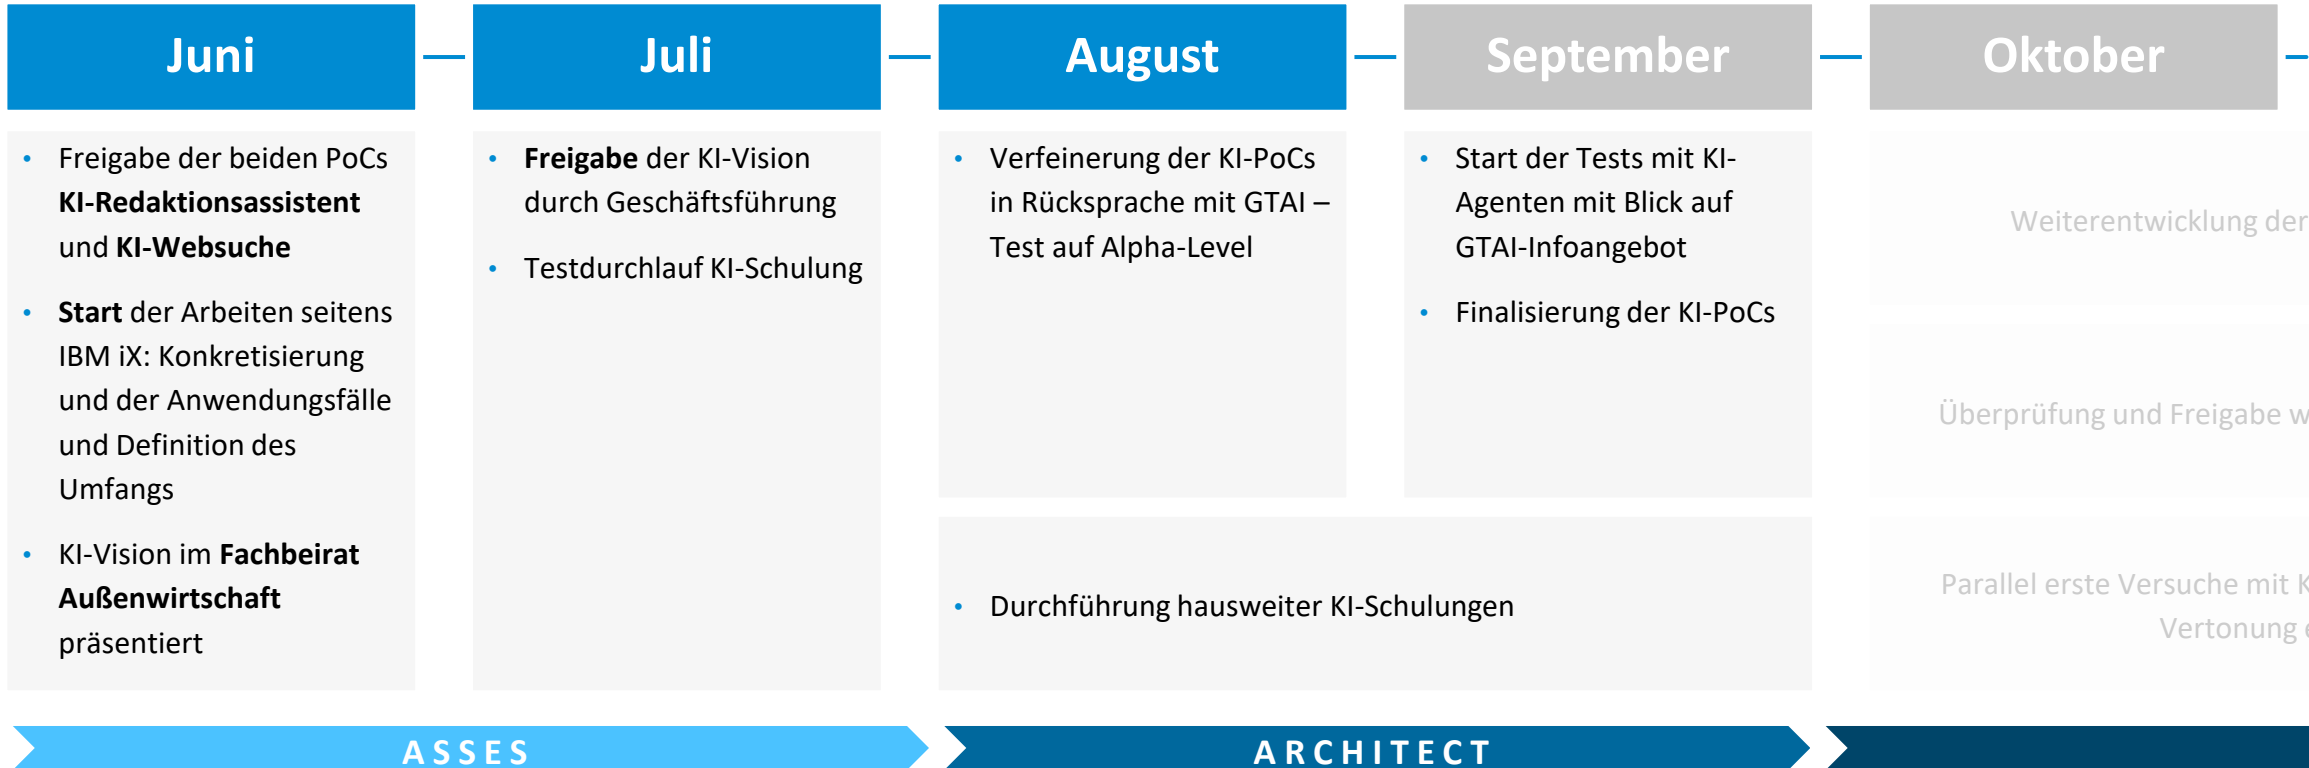 Juni
Juli
August
September
Oktober
• Freigabe der beiden PoCs
KI-Redaktionsassistent
und KI-Websuche
• Start der Arbeiten seitens
IBM iX: Konkretisierung
und der Anwendungsfälle
und Definition des
Umfangs
• KI-Vision im Fachbeirat
Außenwirtschaft
präsentiert
• Freigabe der KI-Vision
durch Geschäftsführung
• Testdurchlauf KI-Schulung
• Verfeinerung der KI-PoCs
in Rücksprache mit GTAI –
Test auf Alpha-Level
• Start der Tests mit KI-
Agenten mit Blick auf
GTAI-Infoangebot
• Finalisierung der KI-PoCs
• Durchführung hausweiter KI-Schulungen
Weiterentwicklung der
Überprüfung und Freigabe
Parallel erste Versuche mit
Vertonung
ASSES
ARCHITECT